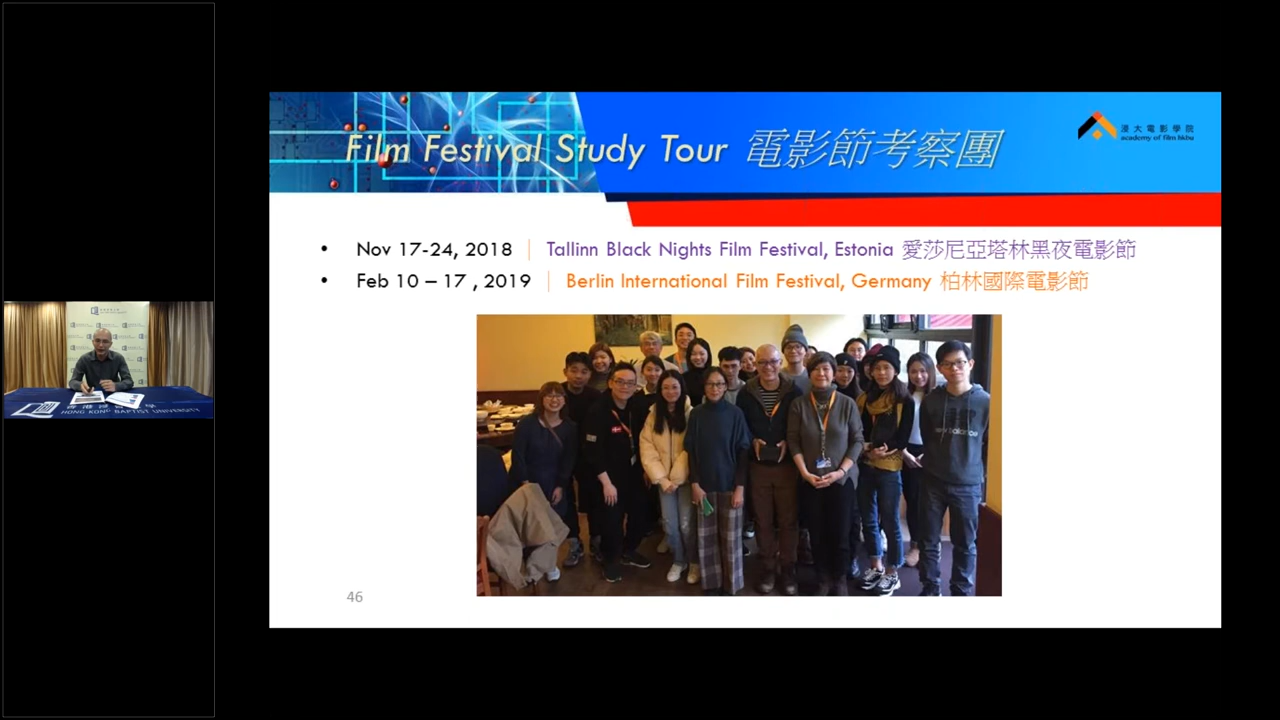 Film Festival Study Tour 電影節考察團
浸大電影學院
academy of film hkbu
• Nov 17-24, 2018 | Tallinn Black Nights Film Festival, Estonia 愛莎尼亞塔林黑夜電影節
• Feb 10 – 17 , 2019 | Berlin International Film Festival, Germany 柏林國際電影節
new balance
46
HONG KONG BAPTIST UNIVERSITY